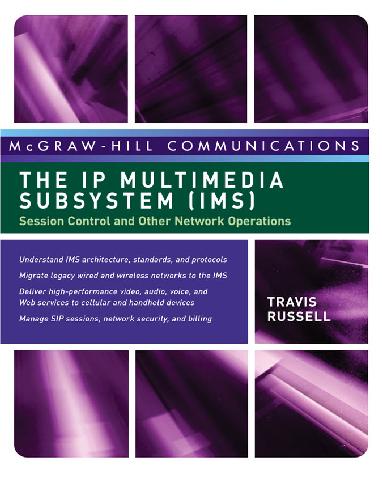 McGRAW-HILL COMMUNICATIONS
THE IP MULTIMEDIA
SUBSYSTEM (IMS)
Session Control and Other Network Operations
Understand IMS architecture, standards, and protocols
Migrate legacy wired and wireless networks to the IMS
Deliver high-performance video, audio, voice, and
Web services to cellular and handheld devices
Manage SIP sessions, network security, and billing
TRAVIS
RUSSELL